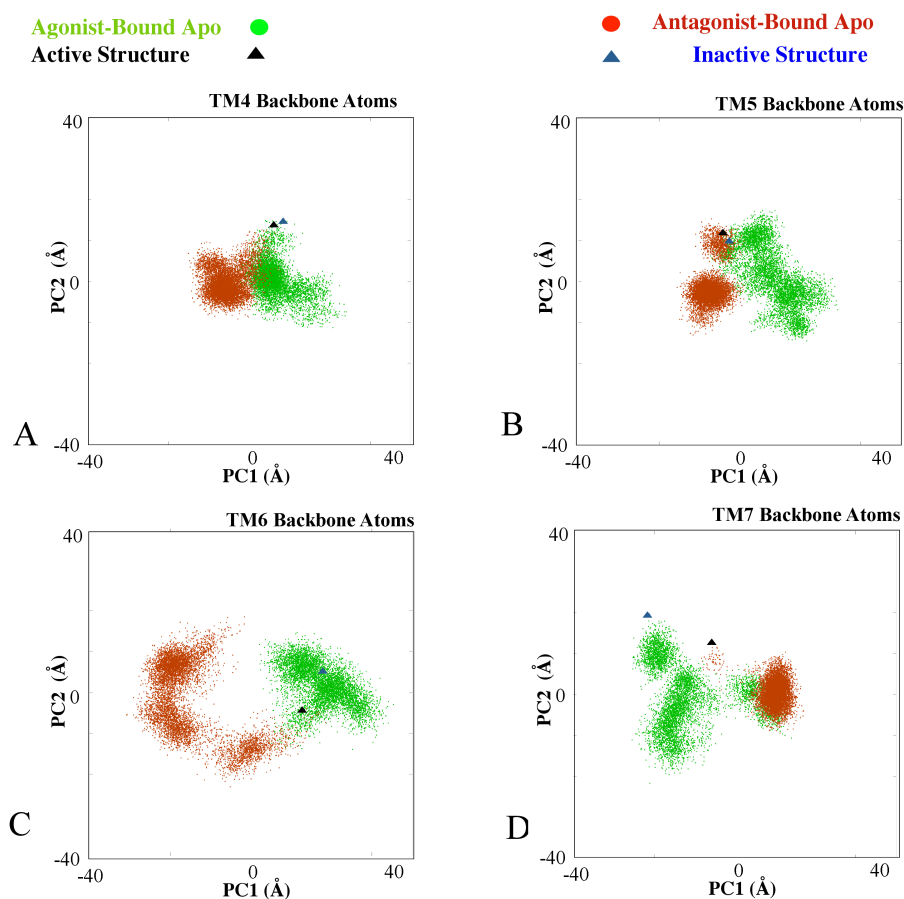 Agonist-Bound Apo
Antagonist-Bound Apo
Active Structure
Inactive Structure
TM4 Backbone Atoms
40
PC2 (Å)
0
-40
-40
0
40
PC1 (Å)
A
TM5 Backbone Atoms
40
PC2 (Å)
0
-40
-40
0
40
PC1 (Å)
B
TM6 Backbone Atoms
40
PC2 (Å)
0
-40
-40
0
40
PC1 (Å)
C
TM7 Backbone Atoms
40
PC2 (Å)
0
-40
-40
0
40
PC1 (Å)
D